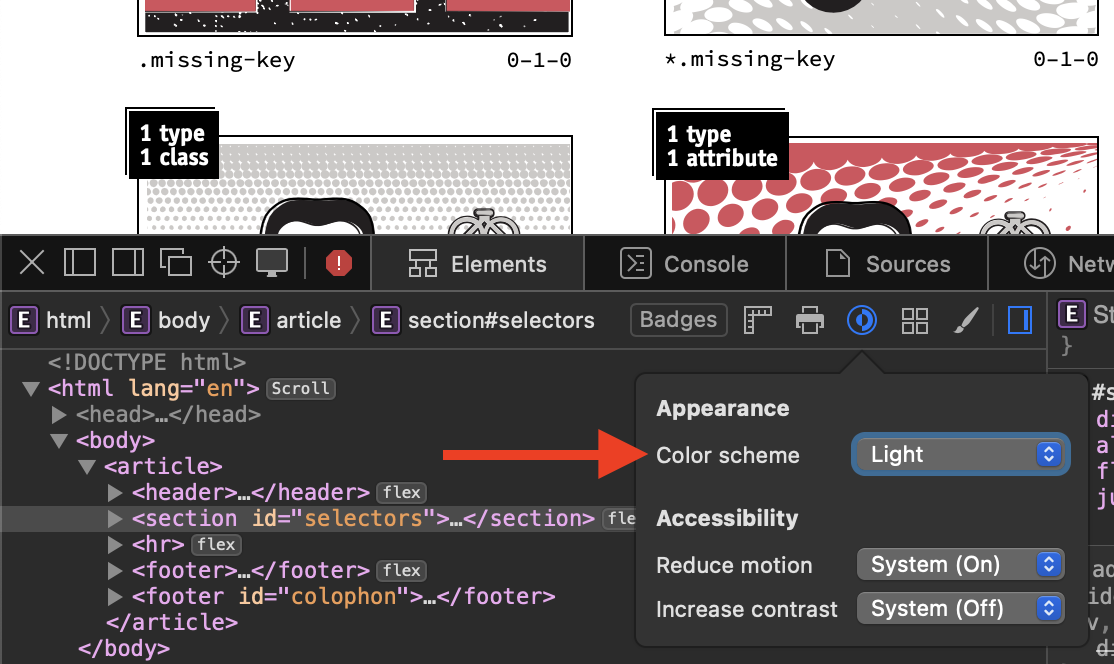 .missing-key 0-1-0
*.missing-key 0-1-0
1 type
1 class
1 type
1 attribute
Elements
Console
Sources
Netw
E html
E body
E article
E section#selectors
Badges
E St
}
<!DOCTYPE html>
<html lang="en"> Scroll
<head>…</head>
<body>
<article>
<header>…</header> flex
<section id="selectors">…</section> fle
<hr> flex
<footer>…</footer> flex
<footer id="colophon">…</footer>
</article>
</body>
Appearance
Color scheme Light
Accessibility
Reduce motion System (On)
Increase contrast System (Off)
#s
di
al
fl
ju
ad
ide
v,
di